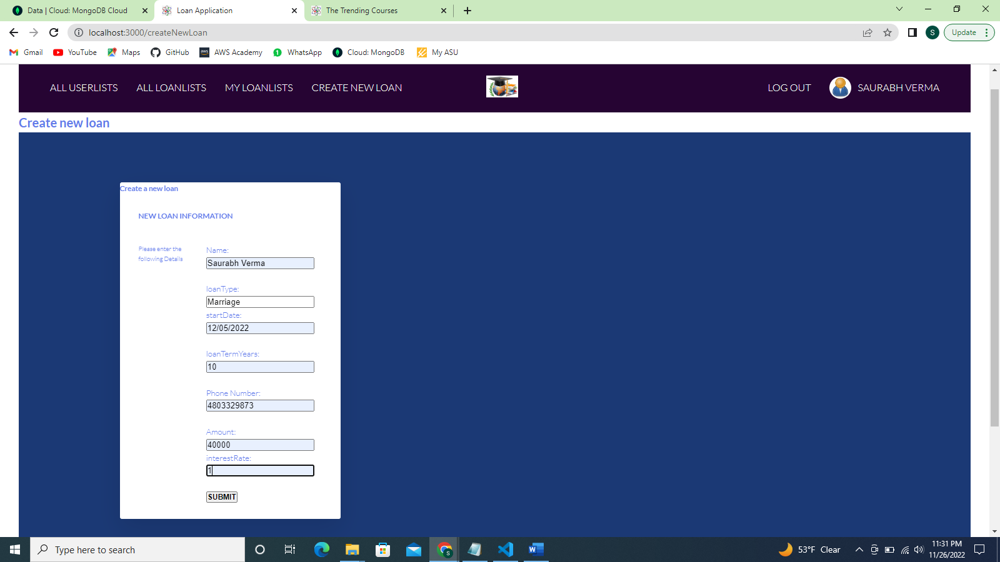 Data | Cloud: MongoDB Cloud
Loan Application
The Trending Courses
localhost:3000/createNewLoan
S
Update
Gmail
YouTube
Maps
GitHub
aws
AWS Academy
1
WhatsApp
Cloud: MongoDB
My ASU
ALL USERLISTS
ALL LOANLISTS
MY LOANLISTS
CREATE NEW LOAN
LOG OUT
SAURABH VERMA
Create new loan
Create a new loan
NEW LOAN INFORMATION
Please enter the
following Details
Name:
Saurabh Verma
loanType:
Marriage
startDate:
12/05/2022
loanTermYears:
10
Phone Number:
4803329873
Amount:
40000
interestRate:
1
SUBMIT
Type here to search
S
W
53°F Clear
11:31 PM
11/26/2022